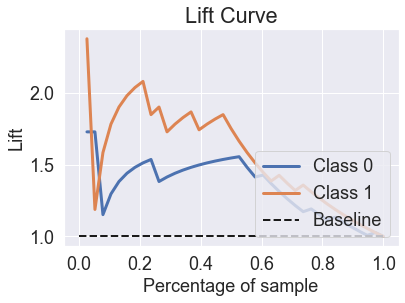 Lift Curve
Lift
2.0
1.5
1.0
Class 0
Class 1
Baseline
0.0 0.2 0.4 0.6 0.8 1.0
Percentage of sample